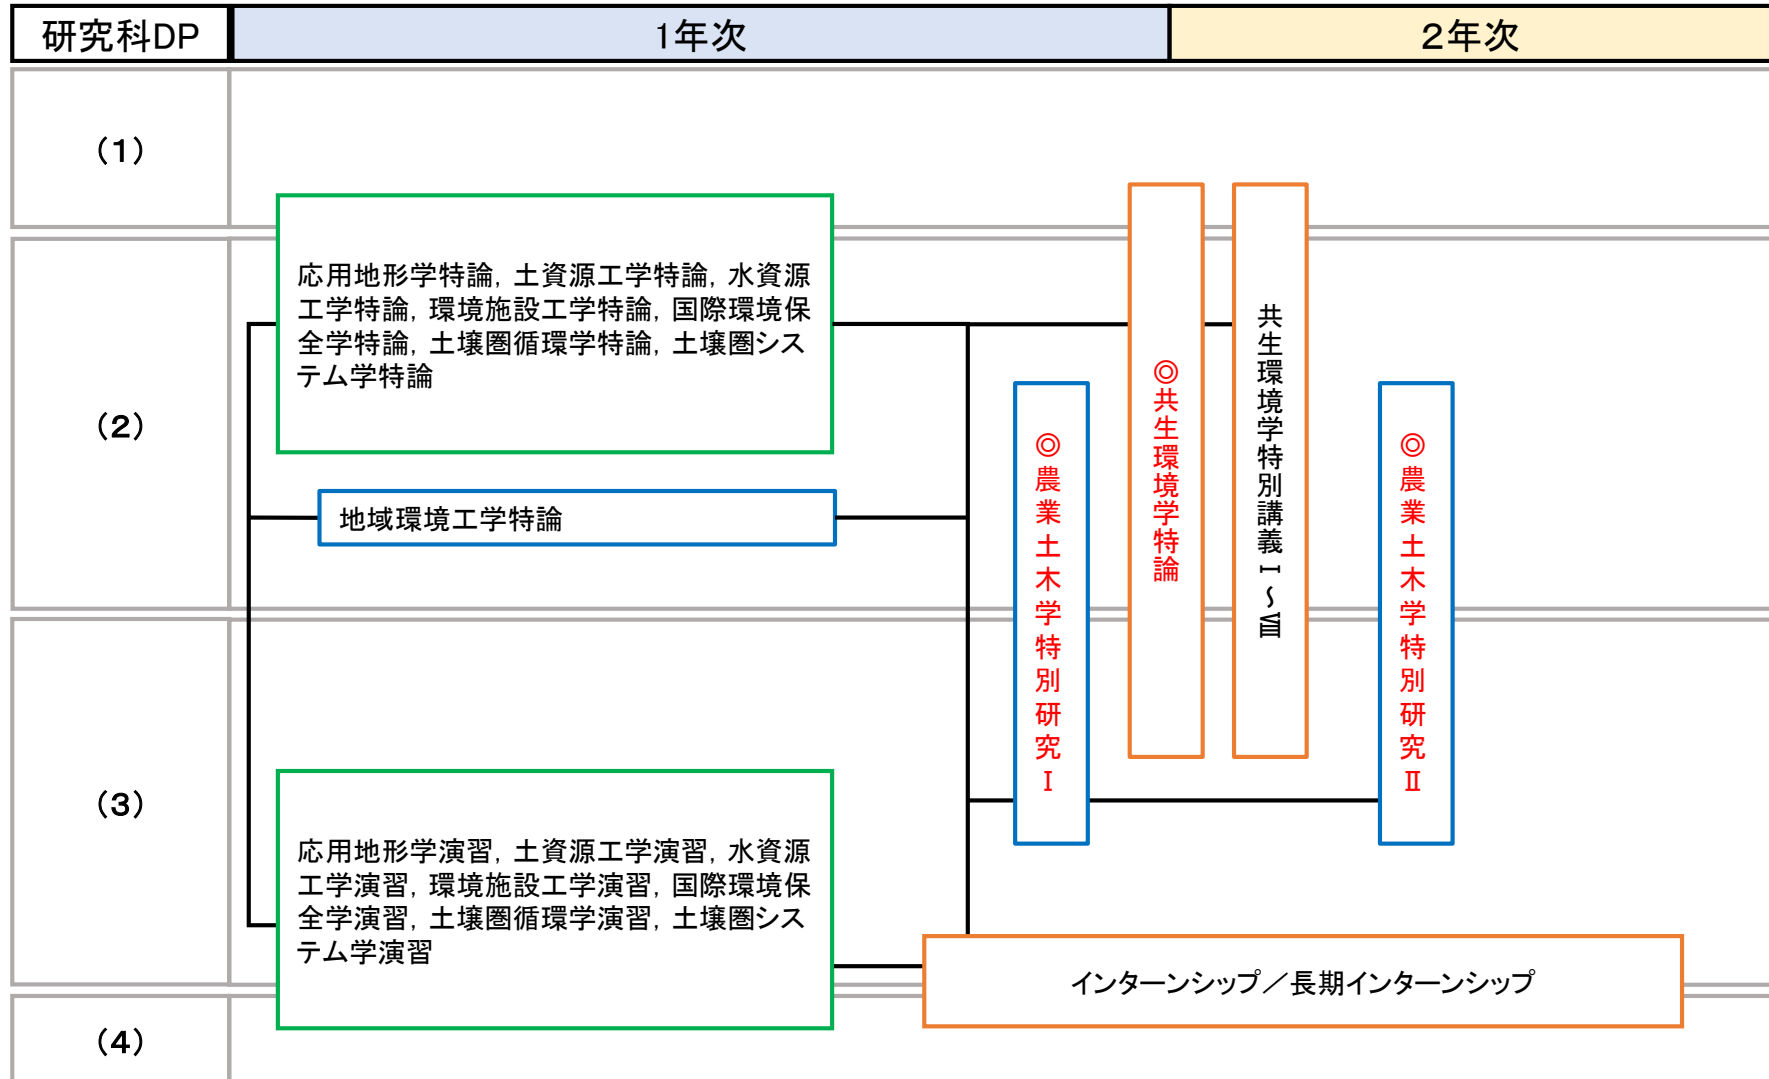 研究科DP
1年次
2年次
(1)
応用地形学特論, 土資源工学特論, 水資源
工学特論, 環境施設工学特論, 国際環境保
全学特論, 土壌圏循環学特論, 土壌圏シス
テム学特論
(2)
地域環境工学特論
◎農業土木学特別研究Ⅰ
◎共生環境学特論
共生環境学特別講義Ⅰ～Ⅷ
◎農業土木学特別研究Ⅱ
(3)
応用地形学演習, 土資源工学演習, 水資源
工学演習, 環境施設工学演習, 国際環境保
全学演習, 土壌圏循環学演習, 土壌圏シス
テム学演習
インターンシップ／長期インターンシップ
(4)